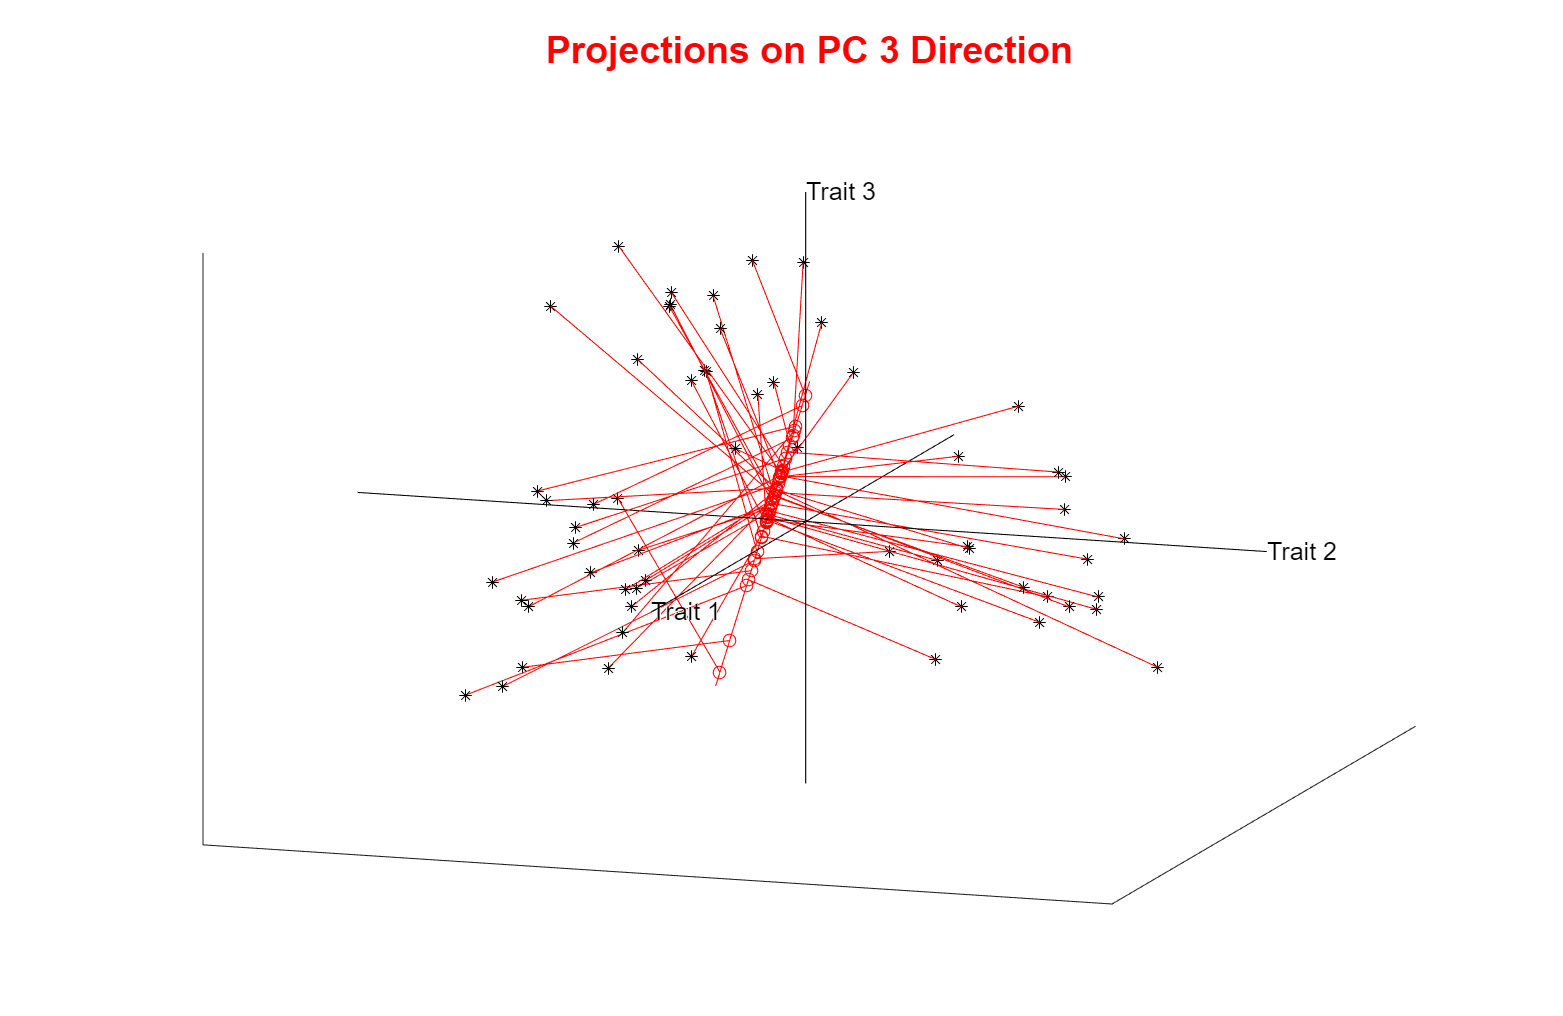 Projections on PC 3 Direction
Trait 3
Trait 2
Trait 1